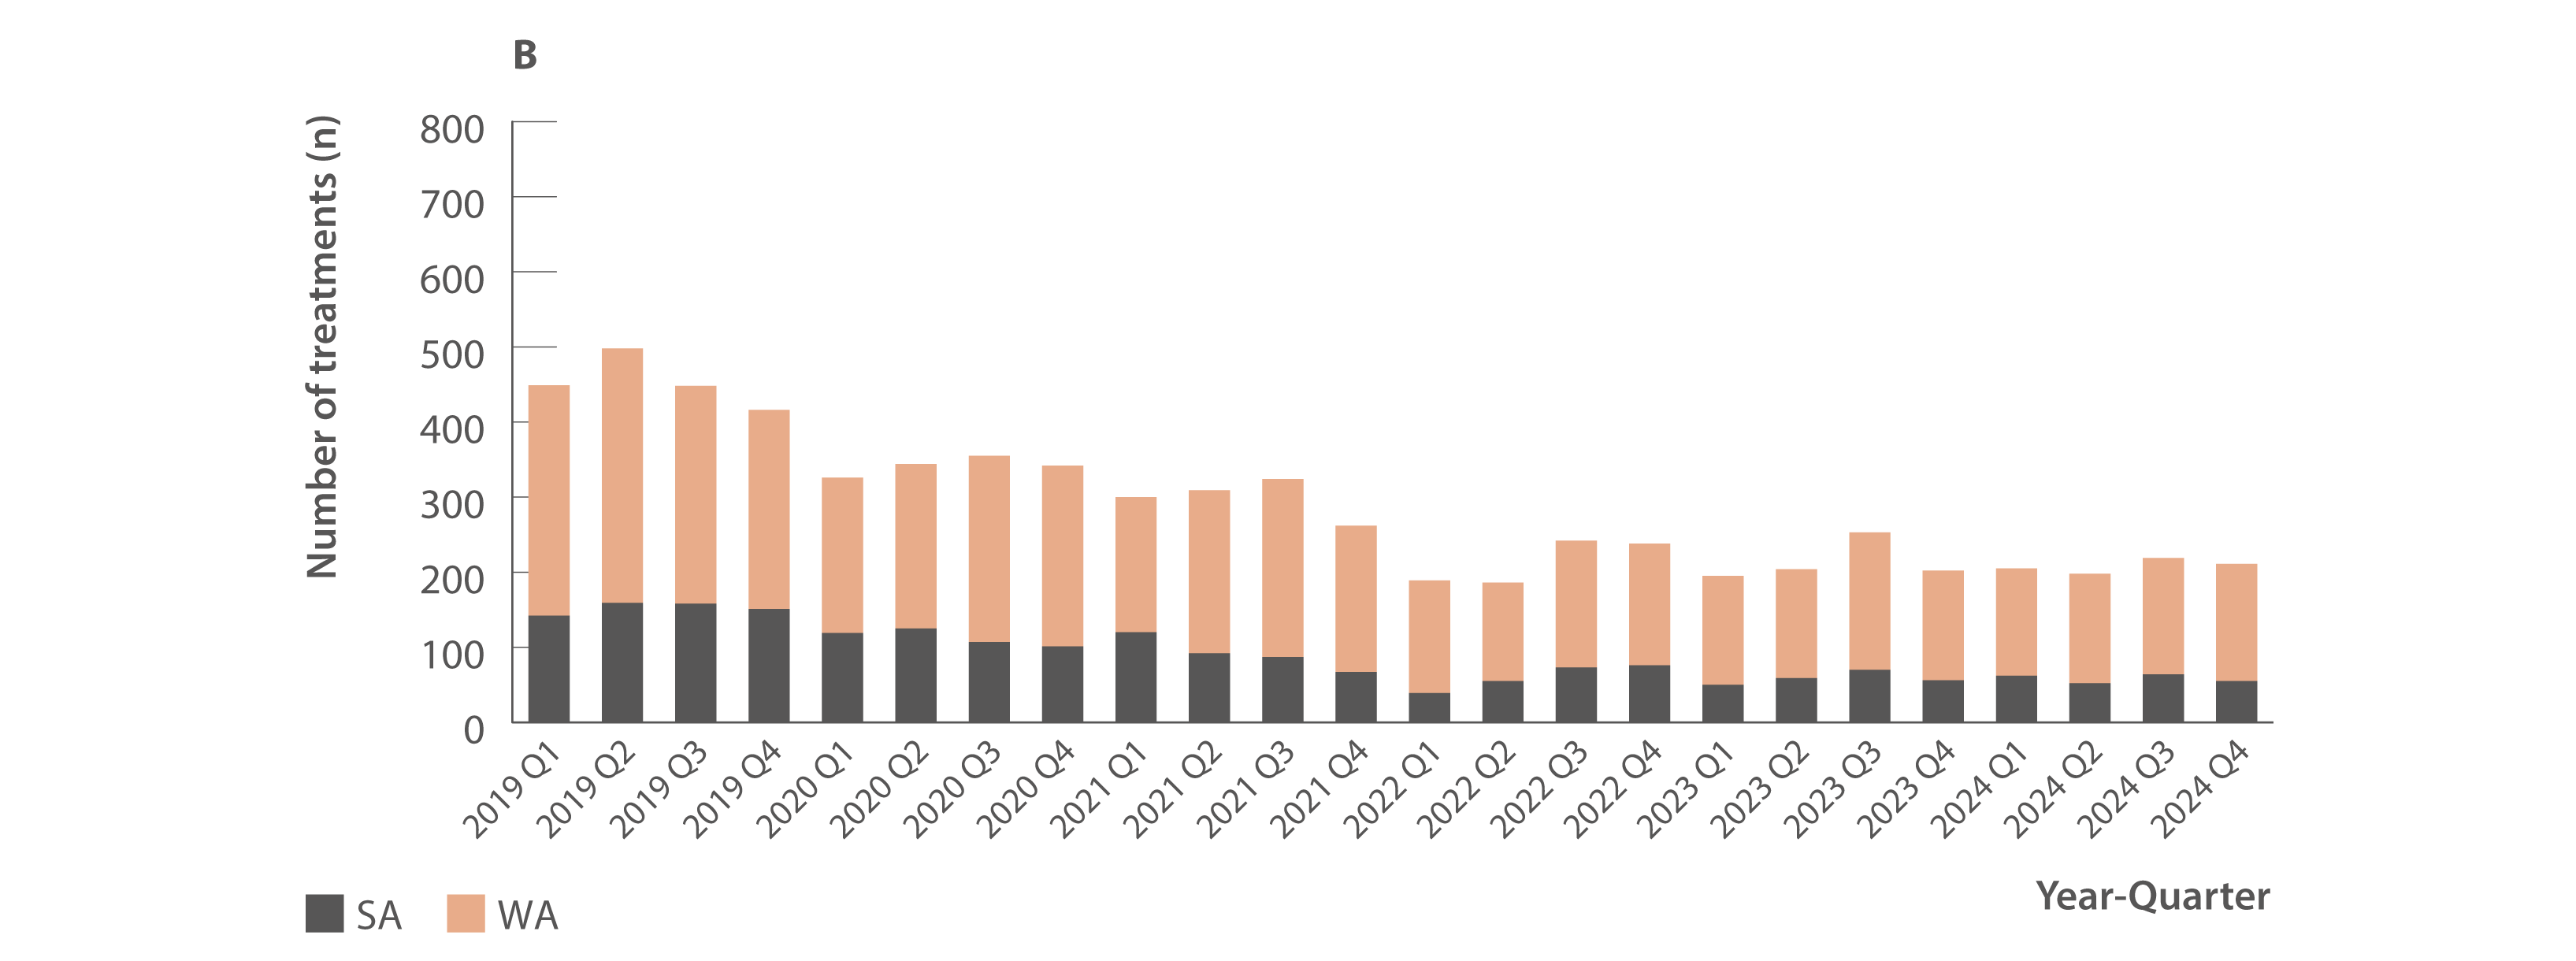 B
Number of treatments (n)
800
700
600
500
400
300
200
100
0
2019 Q1
2019 Q2
2019 Q3
2019 Q4
2020 Q1
2020 Q2
2020 Q3
2020 Q4
2021 Q1
2021 Q2
2021 Q3
2021 Q4
2022 Q1
2022 Q2
2022 Q3
2022 Q4
2023 Q1
2023 Q2
2023 Q3
2023 Q4
2024 Q1
2024 Q2
2024 Q3
2024 Q4
Year-Quarter
SA
WA